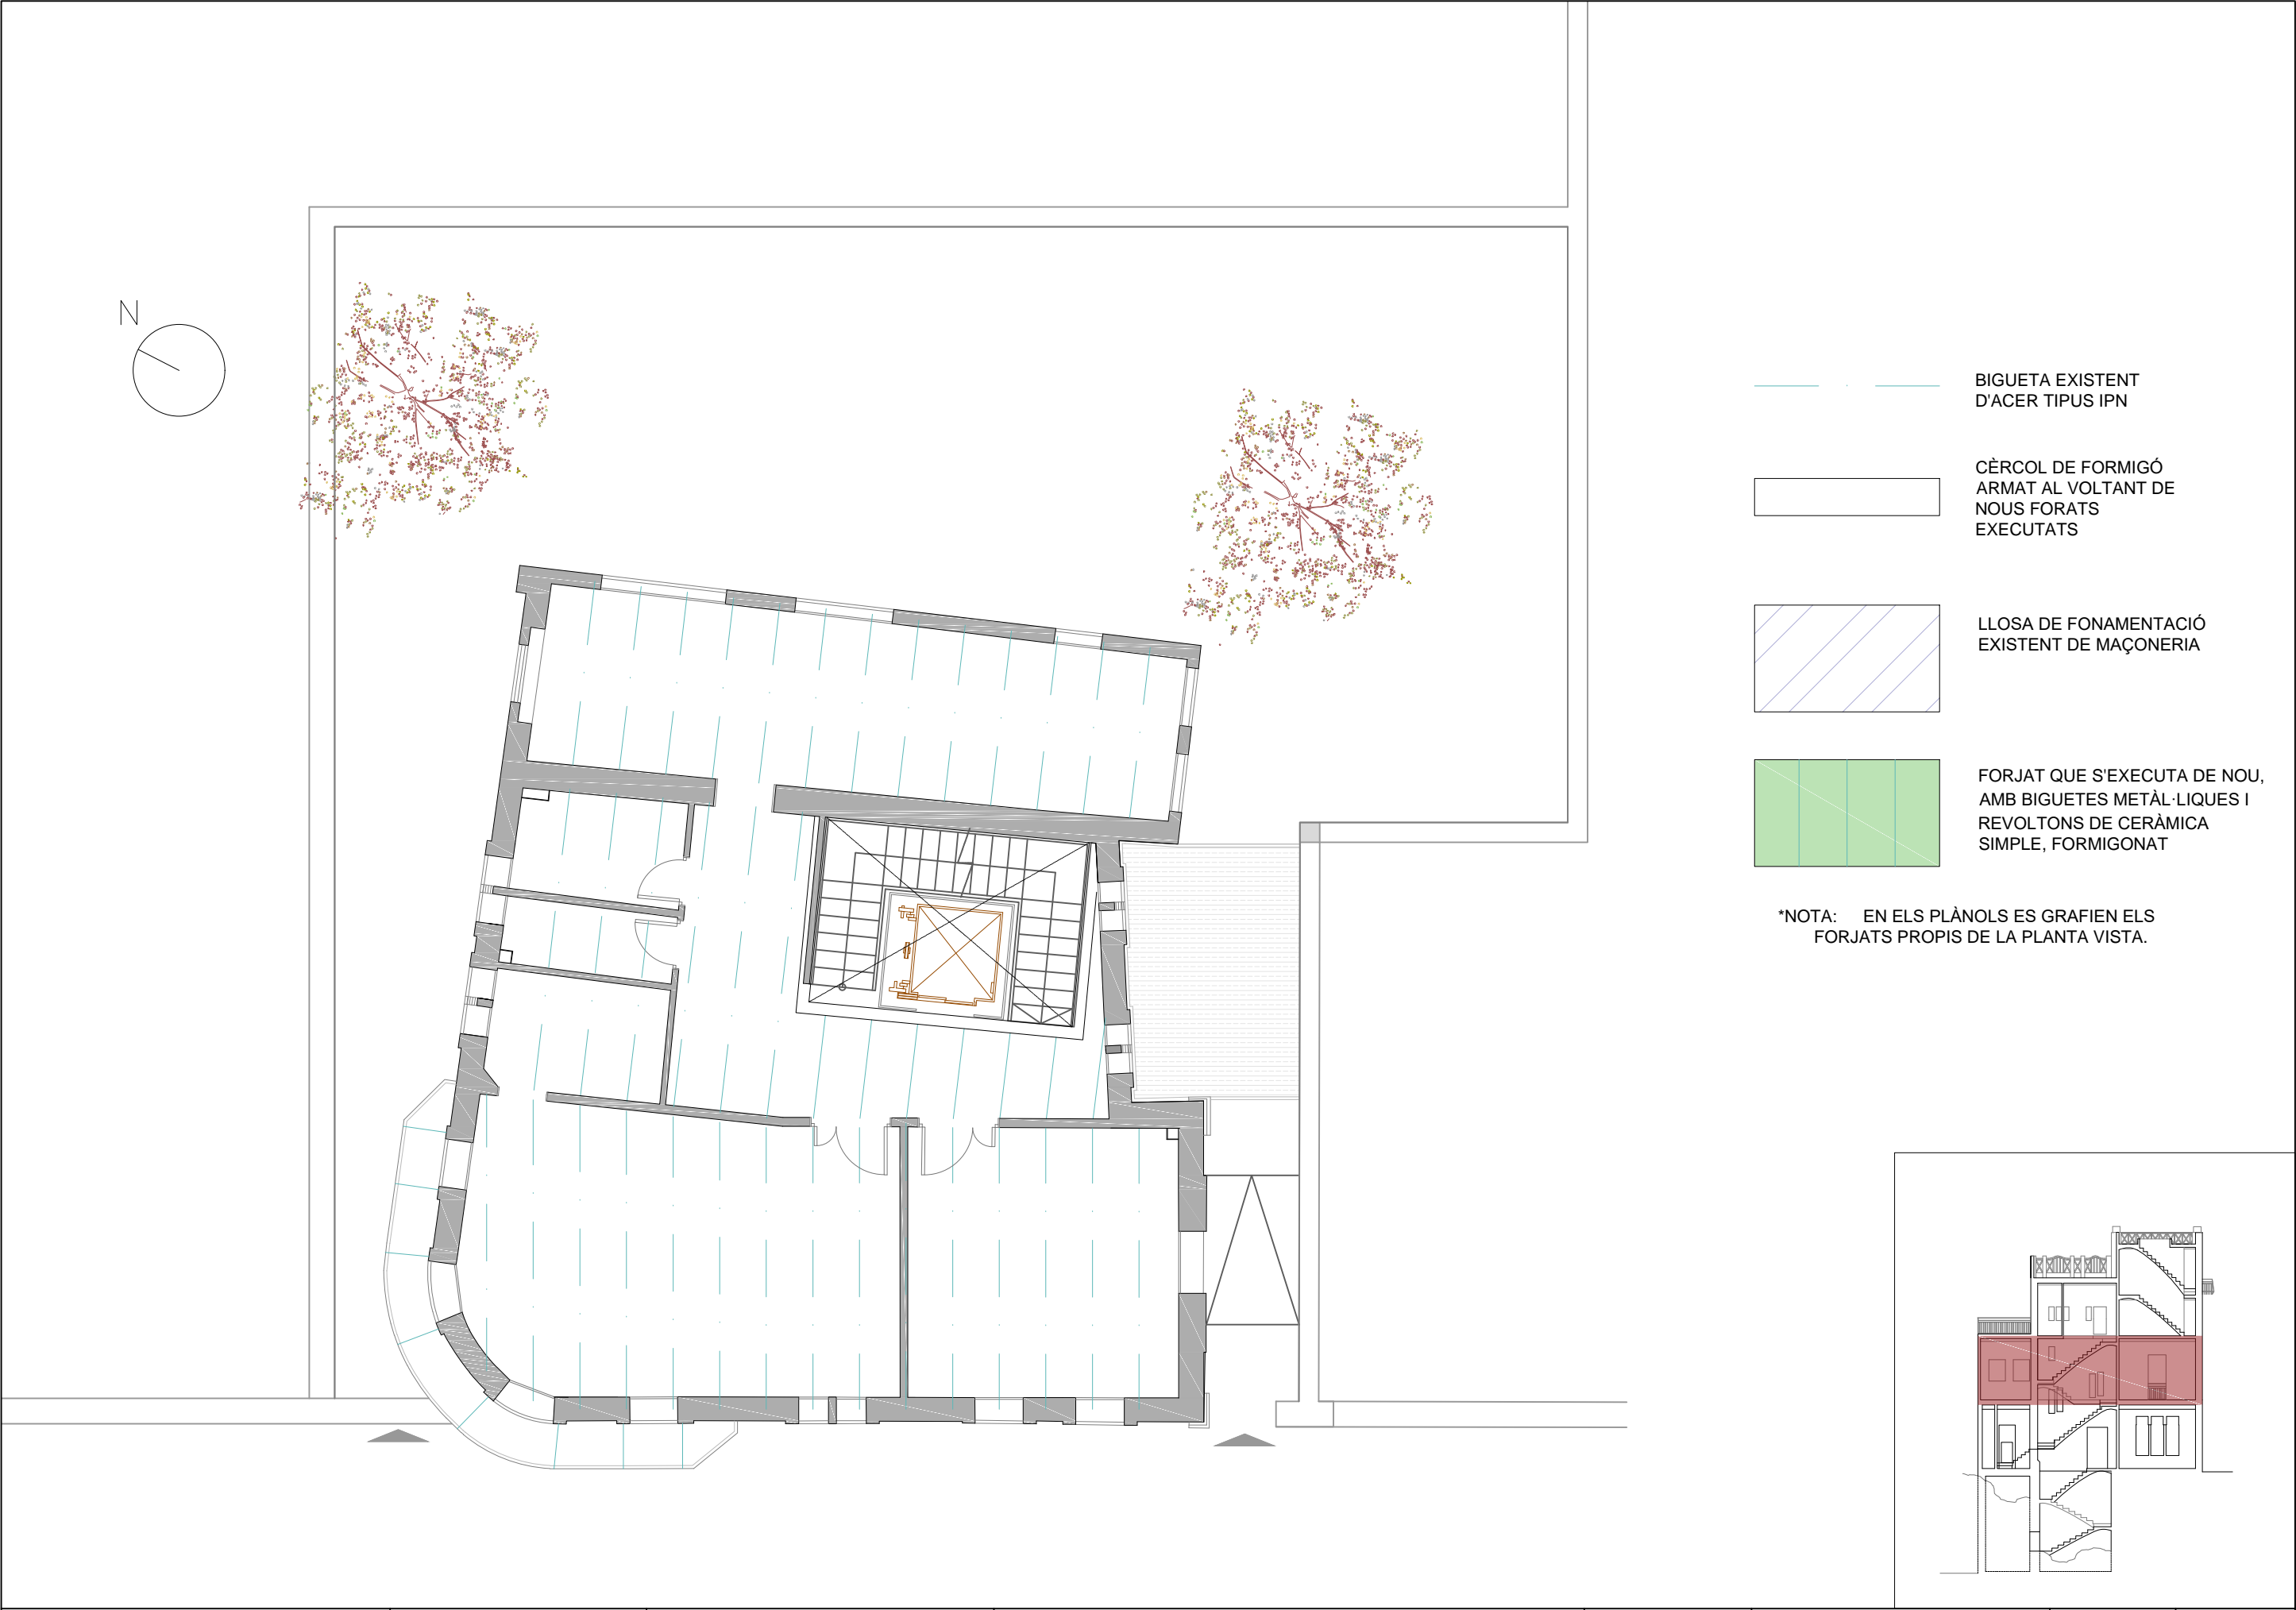 N
BIGUETA EXISTENT
D'ACER TIPUS IPN
CÈRCOL DE FORMIGÓ
ARMAT AL VOLTANT DE
NOUS FORATS
EXECUTATS
LLOSA DE FONAMENTACIÓ
EXISTENT DE MAÇONERIA
FORJAT QUE S'EXECUTA DE NOU,
AMB BIGUETES METÀL·LIQUES I
REVOLTONS DE CERÀMICA
SIMPLE, FORMIGONAT
*NOTA: EN ELS PLÀNOLS ES GRAFIEN ELS
FORJATS PROPIS DE LA PLANTA VISTA.